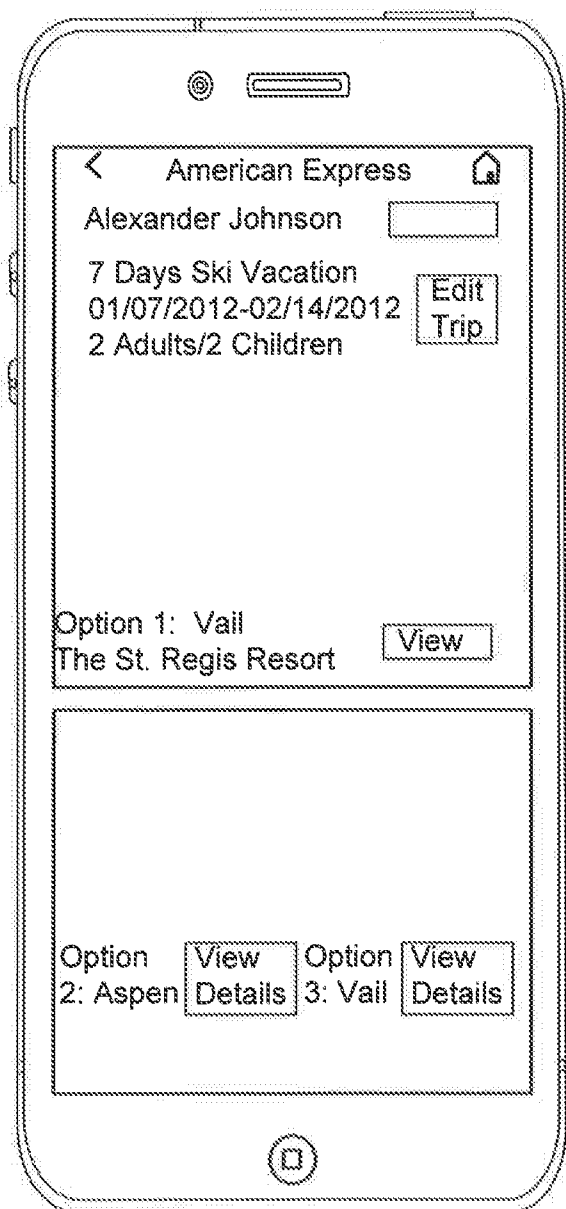 American Express
Alexander Johnson
7 Days Ski Vacation
01/07/2012-02/14/2012
2 Adults/2 Children
Edit
Trip
Option 1: Vail
The St. Regis Resort
View
Option
2: Aspen
View
Details
Option
3: Vail
View
Details